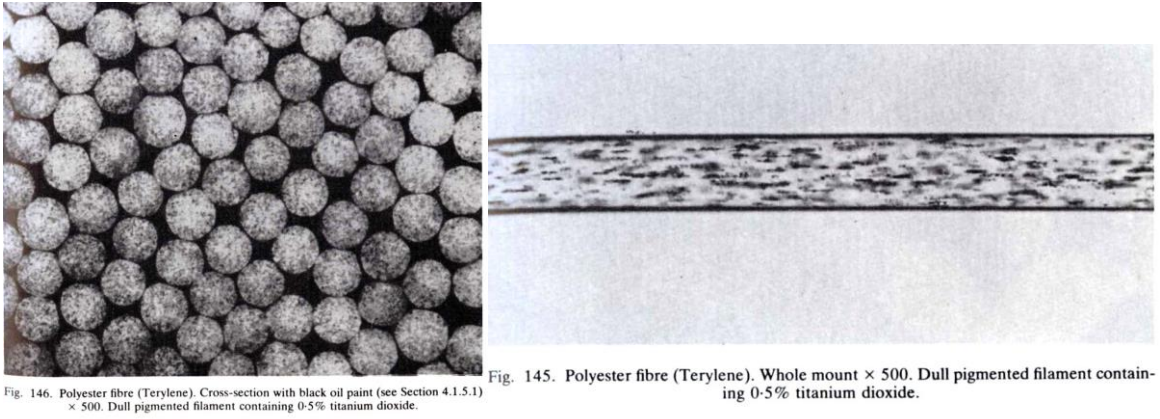 Fig. 146. Polyester fibre (Terylene). Cross-section with black oil paint (see Section 4.1.5.1)
× 500. Dull pigmented filament containing 0·5% titanium dioxide.
Fig. 145. Polyester fibre (Terylene). Whole mount × 500. Dull pigmented filament contain-
ing 0·5% titanium dioxide.